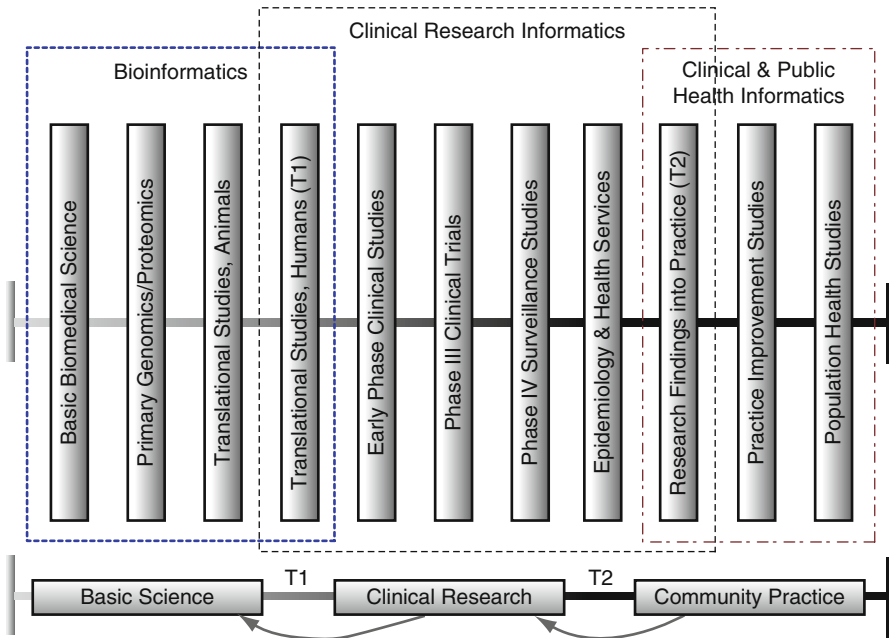 Clinical Research Informatics
Bioinformatics
Clinical & Public
Health Informatics
Basic Biomedical Science
Primary Genomics/Proteomics
Translational Studies, Animals
Translational Studies, Humans (T1)
Early Phase Clinical Studies
Phase III Clinical Trials
Phase IV Surveillance Studies
Epidemiology & Health Services
Research Findings into Practice (T2)
Practice Improvement Studies
Population Health Studies
T1
T2
Basic Science
Clinical Research
Community Practice